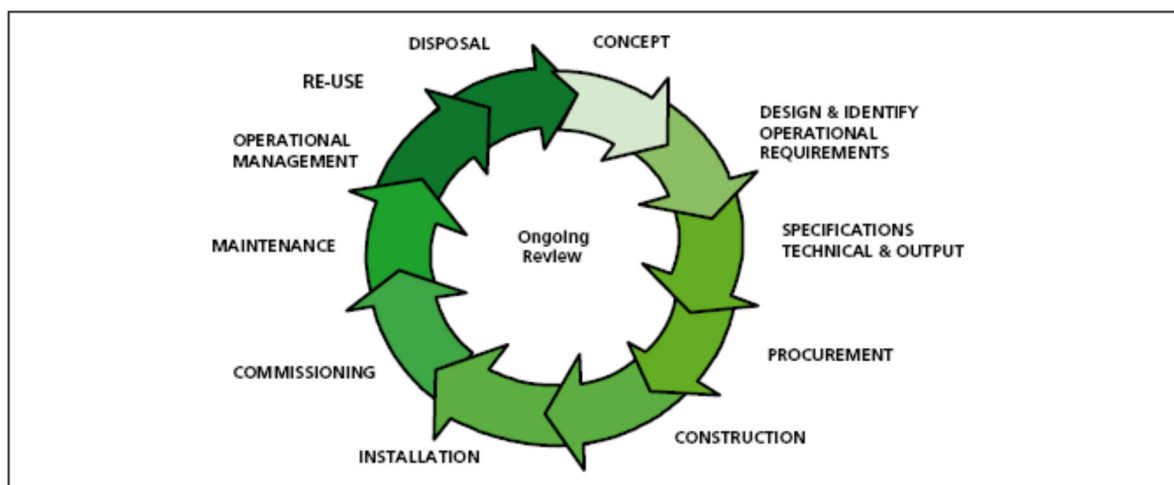 CONCEPT
DESIGN & IDENTIFY
OPERATIONAL
REQUIREMENTS
SPECIFICATIONS
TECHNICAL & OUTPUT
PROCUREMENT
CONSTRUCTION
INSTALLATION
COMMISSIONING
MAINTENANCE
OPERATIONAL
MANAGEMENT
RE-USE
DISPOSAL
Ongoing
Review